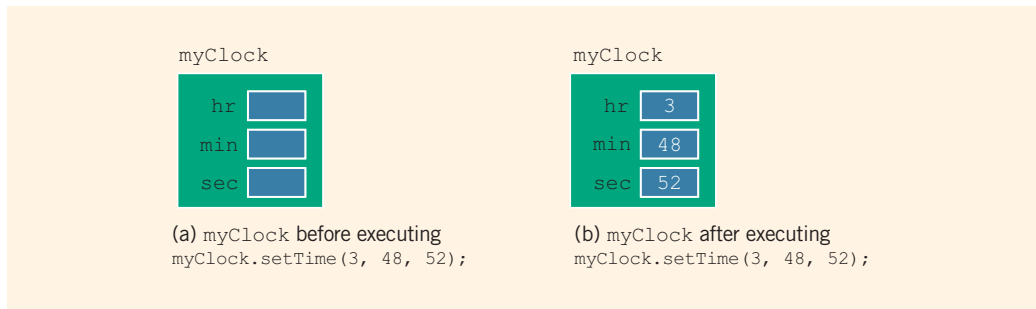 myClock
hr
min
sec
(a) myClock before executing
myClock.setTime(3, 48, 52);
myClock
hr 3
min 48
sec 52
(b) myClock after executing
myClock.setTime(3, 48, 52);